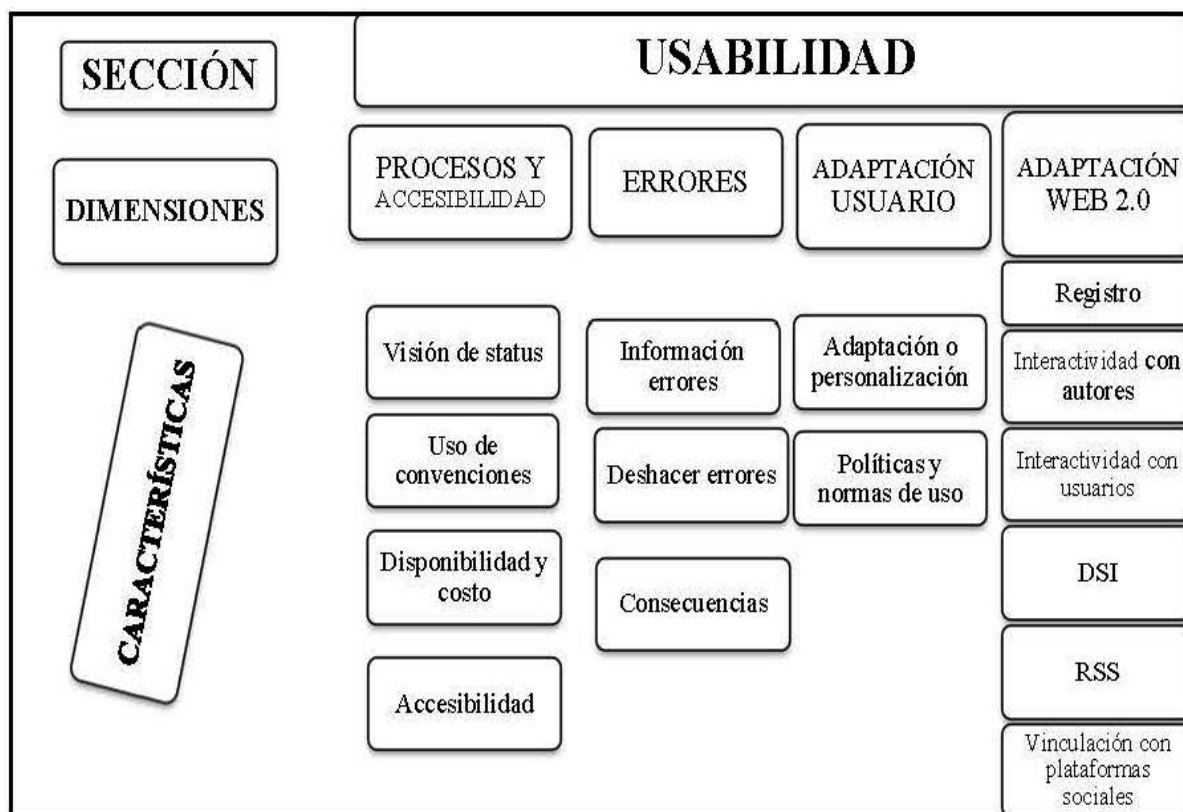 SECCIÓN
USABILIDAD
DIMENSIONES
PROCESOS Y
ACCESIBILIDAD
ERRORES
ADAPTACIÓN
USUARIO
ADAPTACIÓN
WEB 2.0
CARACTERÍSTICAS
Visión de status
Uso de
convenciones
Disponibilidad y
costo
Accesibilidad
Información
errores
Deshacer errores
Consecuencias
Adaptación o
personalización
Políticas y
normas de uso
Registro
Interactividad con
autores
Interactividad con
usuarios
DSI
RSS
Vinculación con
plataformas
sociales